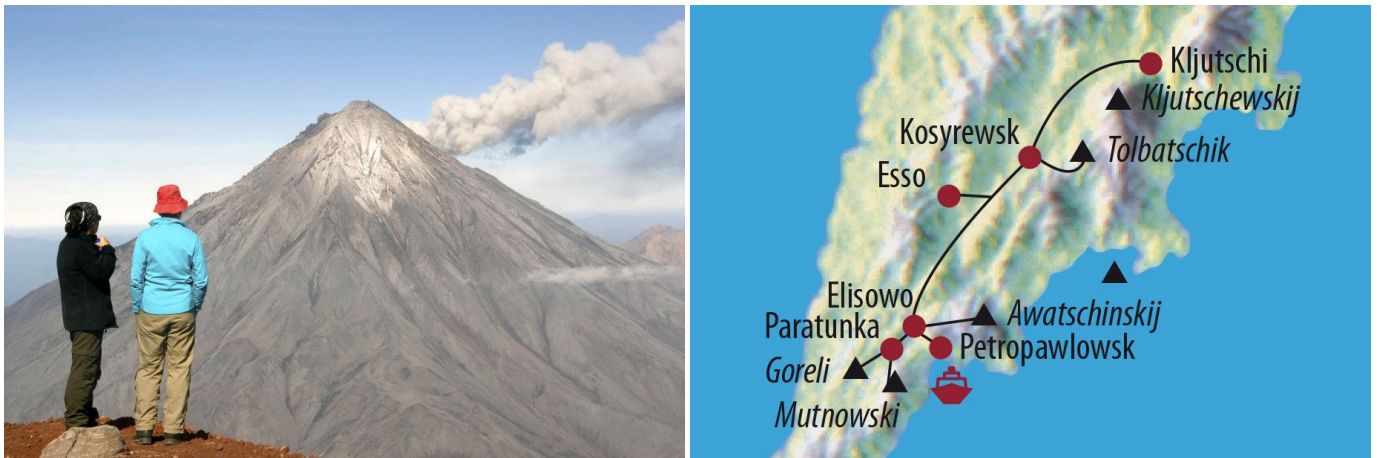 Kljutschi
Kljutschewskij
Kosyrewsk
Tolbatschik
Esso
Elisowo
Awatschinskij
Paratunka
Petropawlowsk
Goreli
Mutnowski